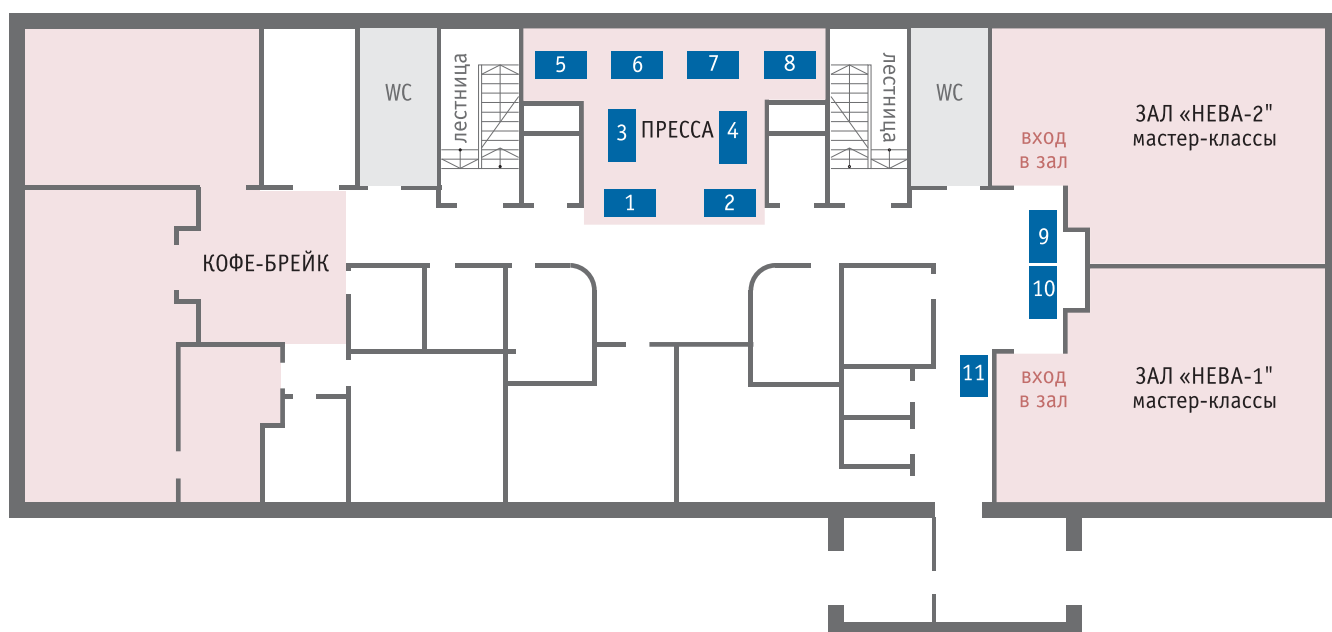 лестница
5
6
7
8
лестница
WC
WC
3
ПРЕССА
4
ЗАЛ «НЕВА-2"
мастер-классы
вход
в зал
1
2
9
КОФЕ-БРЕЙК
10
11
вход
в зал
ЗАЛ «НЕВА-1"
мастер-классы